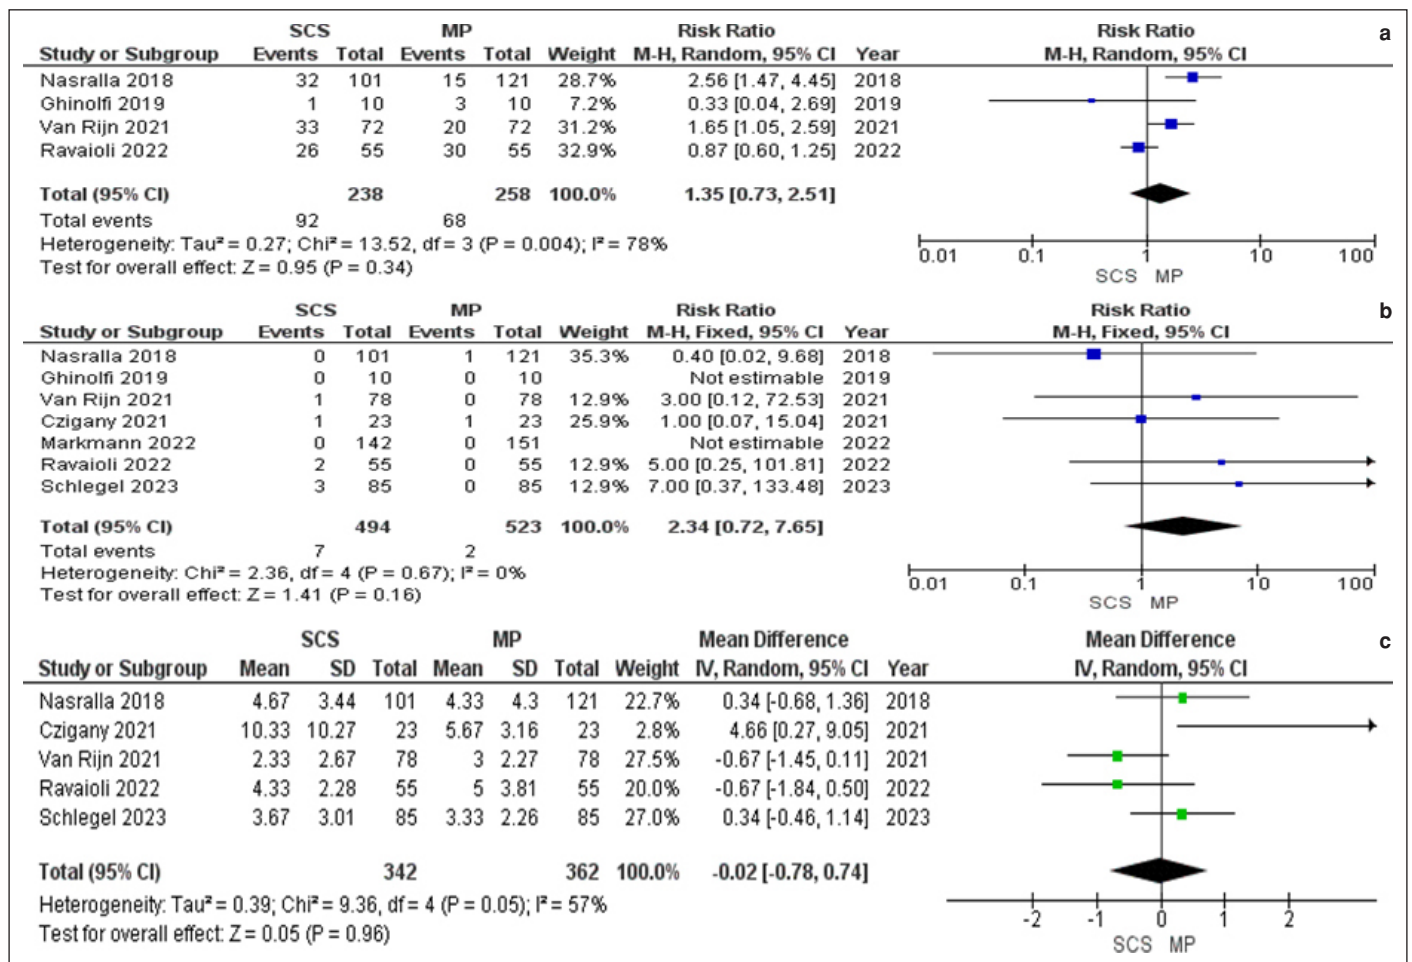 SCS MP Risk Ratio Risk Ratio a
Study or Subgroup Events Total Events Total Weight M-H, Random, 95% CI Year M-H, Random, 95% CI
Nasralla 2018 32 101 15 121 28.7% 2.56 [1.47, 4.45] 2018
Ghinolfi 2019 1 10 3 10 7.2% 0.33 [0.04, 2.69] 2019
Van Rijn 2021 33 72 20 72 31.2% 1.65 [1.05, 2.59] 2021
Ravaioli 2022 26 55 30 55 32.9% 0.87 [0.60, 1.25] 2022
Total (95% CI) 238 258 100.0% 1.35 [0.73, 2.51]
Total events 92 68
Heterogeneity: Tau² = 0.27; Chi² = 13.52, df = 3 (P = 0.004); I² = 78%
Test for overall effect: Z = 0.95 (P = 0.34)
0.01 0.1 1 10 100
SCS MP
SCS MP Risk Ratio Risk Ratio b
Study or Subgroup Events Total Events Total Weight M-H, Fixed, 95% CI Year M-H, Fixed, 95% CI
Nasralla 2018 0 101 1 121 35.3% 0.40 [0.02, 9.68] 2018
Ghinolfi 2019 0 10 0 10 Not estimable 2019
Van Rijn 2021 1 78 0 78 12.9% 3.00 [0.12, 72.53] 2021
Czigany 2021 1 23 1 23 25.9% 1.00 [0.07, 15.04] 2021
Markmann 2022 0 142 0 151 Not estimable 2022
Ravaioli 2022 2 55 0 55 12.9% 5.00 [0.25, 101.81] 2022
Schlegel 2023 3 85 0 85 12.9% 7.00 [0.37, 133.48] 2023
Total (95% CI) 494 523 100.0% 2.34 [0.72, 7.65]
Total events 7 2
Heterogeneity: Chi² = 2.36, df = 4 (P = 0.67); I² = 0%
Test for overall effect: Z = 1.41 (P = 0.16)
0.01 0.1 1 10 100
SCS MP
SCS MP Mean Difference Mean Difference c
Study or Subgroup Mean SD Total Mean SD Total Weight IV, Random, 95% CI Year IV, Random, 95% CI
Nasralla 2018 4.67 3.44 101 4.33 4.3 121 22.7% 0.34 [-0.68, 1.36] 2018
Czigany 2021 10.33 10.27 23 5.67 3.16 23 2.8% 4.66 [0.27, 9.05] 2021
Van Rijn 2021 2.33 2.67 78 3 2.27 78 27.5% -0.67 [-1.45, 0.11] 2021
Ravaioli 2022 4.33 2.28 55 5 3.81 55 20.0% -0.67 [-1.84, 0.50] 2022
Schlegel 2023 3.67 3.01 85 3.33 2.26 85 27.0% 0.34 [-0.46, 1.14] 2023
Total (95% CI) 342 362 100.0% -0.02 [-0.78, 0.74]
Heterogeneity: Tau² = 0.39; Chi² = 9.36, df = 4 (P = 0.05); I² = 57%
Test for overall effect: Z = 0.05 (P = 0.96)
-2 -1 0 1 2
SCS MP